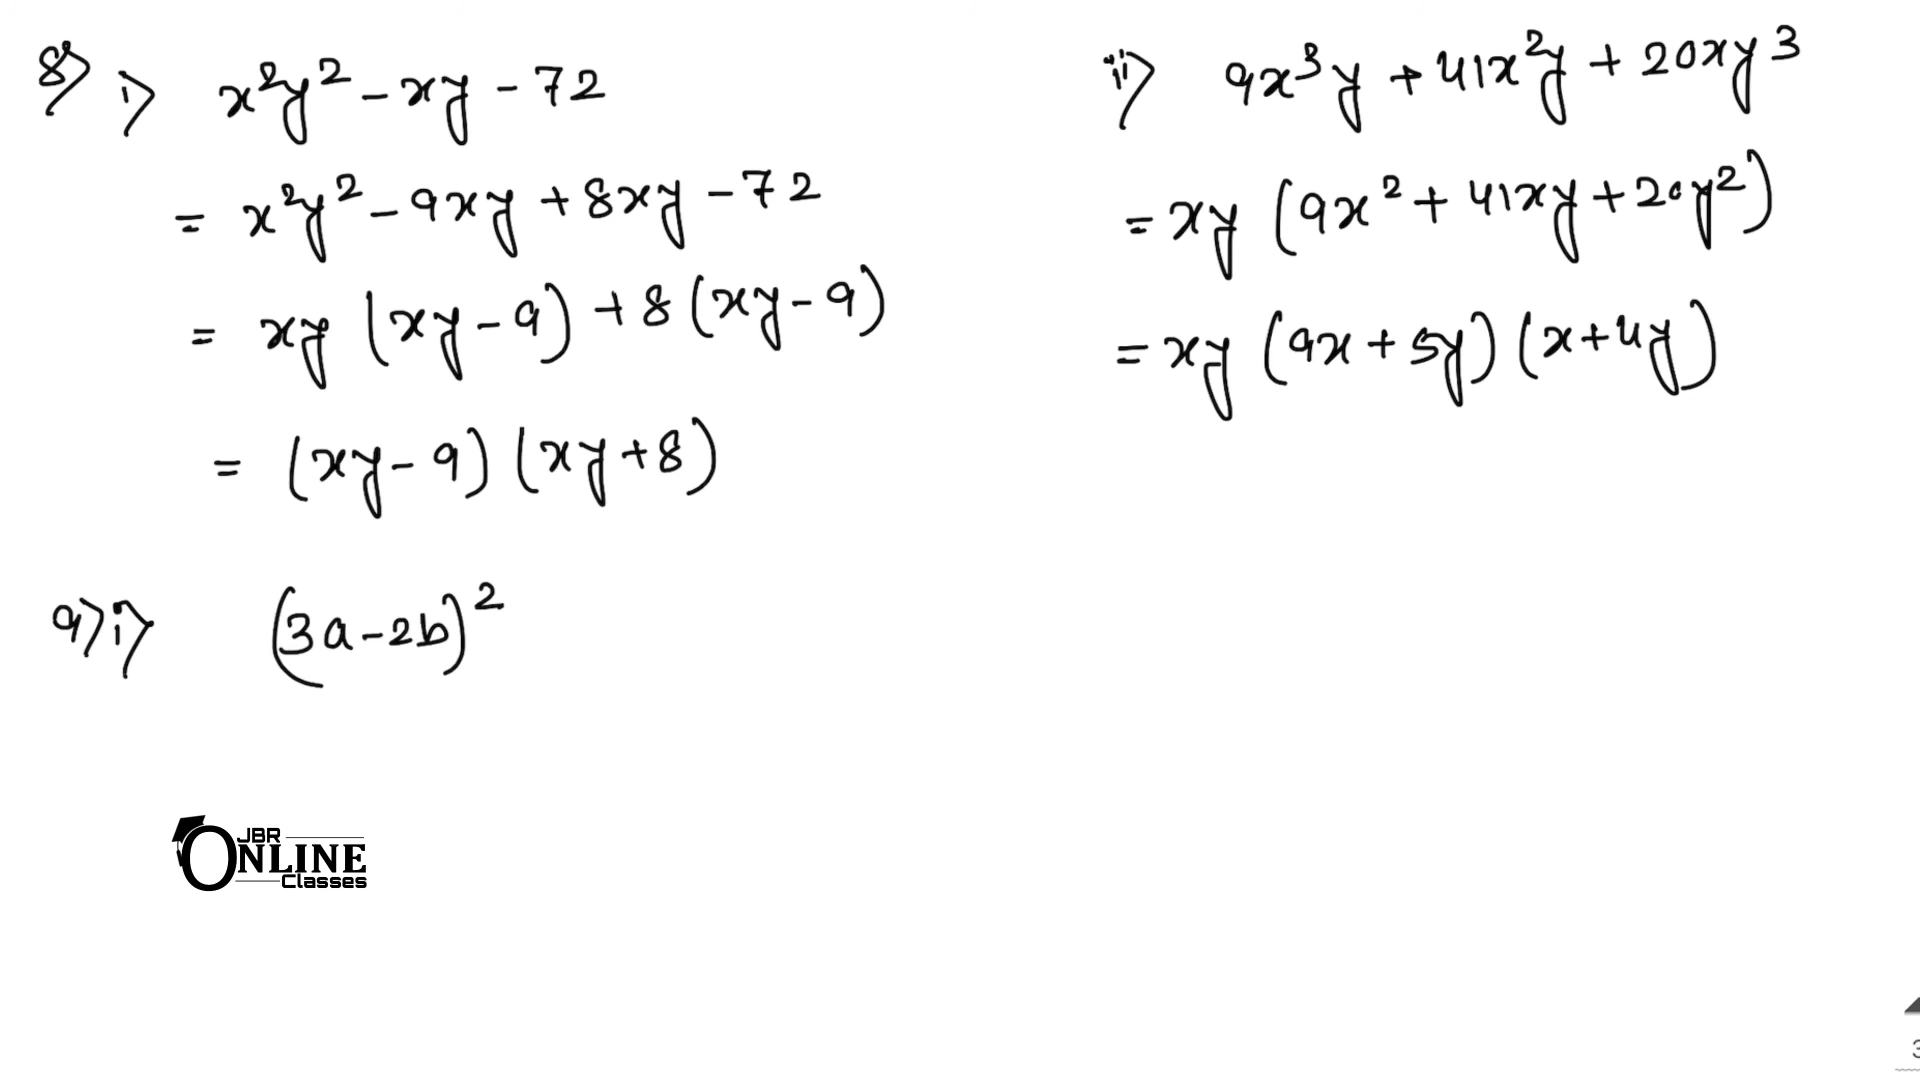 8) i) x²y² - xy - 72
= x²y² - 9xy + 8xy - 72
= xy (xy - 9) + 8 (xy - 9)
= (xy - 9) (xy + 8)
ii) 9x³y + 41x²y + 20xy³
= xy (9x² + 41xy + 20y²)
= xy (9x + 5y) (x + 4y)
9) i) (3a - 2b)²
JBR
ONLINE
Classes
3